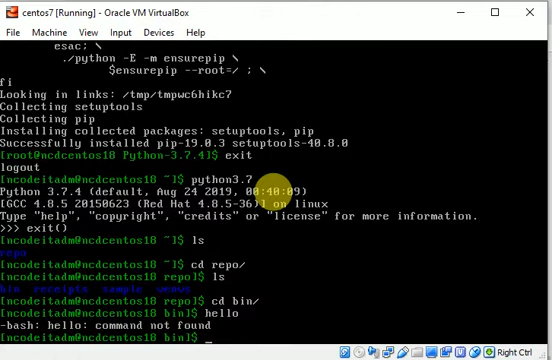 centos7 [Running] - Oracle VM VirtualBox
File Machine View Input Devices Help
esac; \
./python -E -m ensurepip \
$ensurepip --root=/ ; \
fi
Looking in links: /tmp/tmpwc6hikc7
Collecting setuptools
Collecting pip
Installing collected packages: setuptools, pip
Successfully installed pip-19.0.3 setuptools-40.8.0
[root@ncdcentos18 Python-3.7.4]$ exit
logout
[ncodeitadm@ncdcentos18 ~]$ python3.7
Python 3.7.4 (default, Aug 24 2019, 00:40:09)
[GCC 4.8.5 20150623 (Red Hat 4.8.5-36)] on linux
Type "help", "copyright", "credits" or "license" for more information.
>>> exit()
[ncodeitadm@ncdcentos18 ~]$ ls
repo
[ncodeitadm@ncdcentos18 ~]$ cd repo/
[ncodeitadm@ncdcentos18 repo]$ ls
bin receipts sample venvs
[ncodeitadm@ncdcentos18 repo]$ cd bin/
[ncodeitadm@ncdcentos18 bin]$ hello
-bash: hello: command not found
[ncodeitadm@ncdcentos18 bin]$ _
Right Ctrl